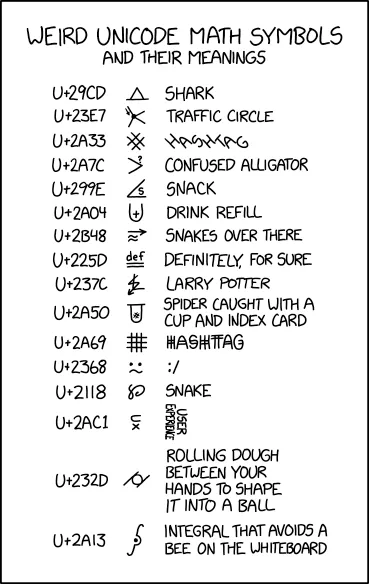 WEIRD UNICODE MATH SYMBOLS
AND THEIR MEANINGS
U+29CD ⧍ SHARK
U+23E7 ⏧ TRAFFIC CIRCLE
U+2A33 ⨳ HASHTAG
U+2A7C ⩼ CONFUSED ALLIGATOR
U+299E ⦞ SNACK
U+2A04 ⨄ DRINK REFILL
U+2B48 ⭈ SNAKES OVER THERE
U+225D ≝ DEFINITELY, FOR SURE
U+237C ⍼ LARRY POTTER
U+2A50 ⩐ SPIDER CAUGHT WITH A
CUP AND INDEX CARD
U+2A69 ⩩ HASHTAG
U+2368 ⍨ :/
U+2118 ℘ SNAKE
U+2AC1 ⫁ USER
EXPERIENCE
U+232D ⌭ ROLLING DOUGH
BETWEEN YOUR
HANDS TO SHAPE
IT INTO A BALL
U+2A13 ⨓ INTEGRAL THAT AVOIDS A
BEE ON THE WHITEBOARD